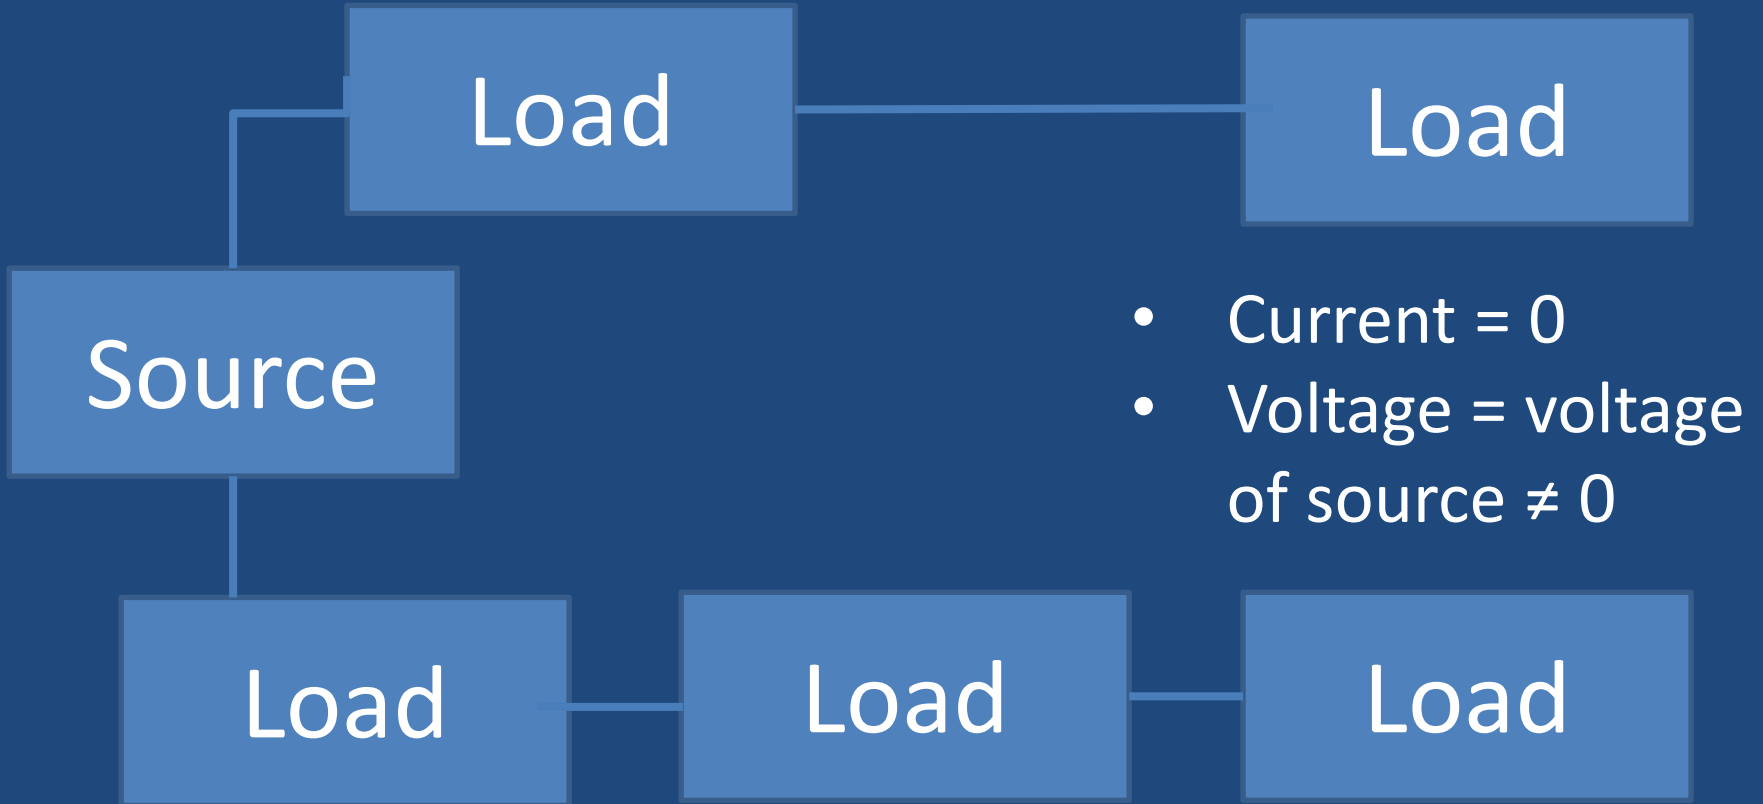 Load
Load
Source
• Current = 0
• Voltage = voltage
of source ≠ 0
Load
Load
Load